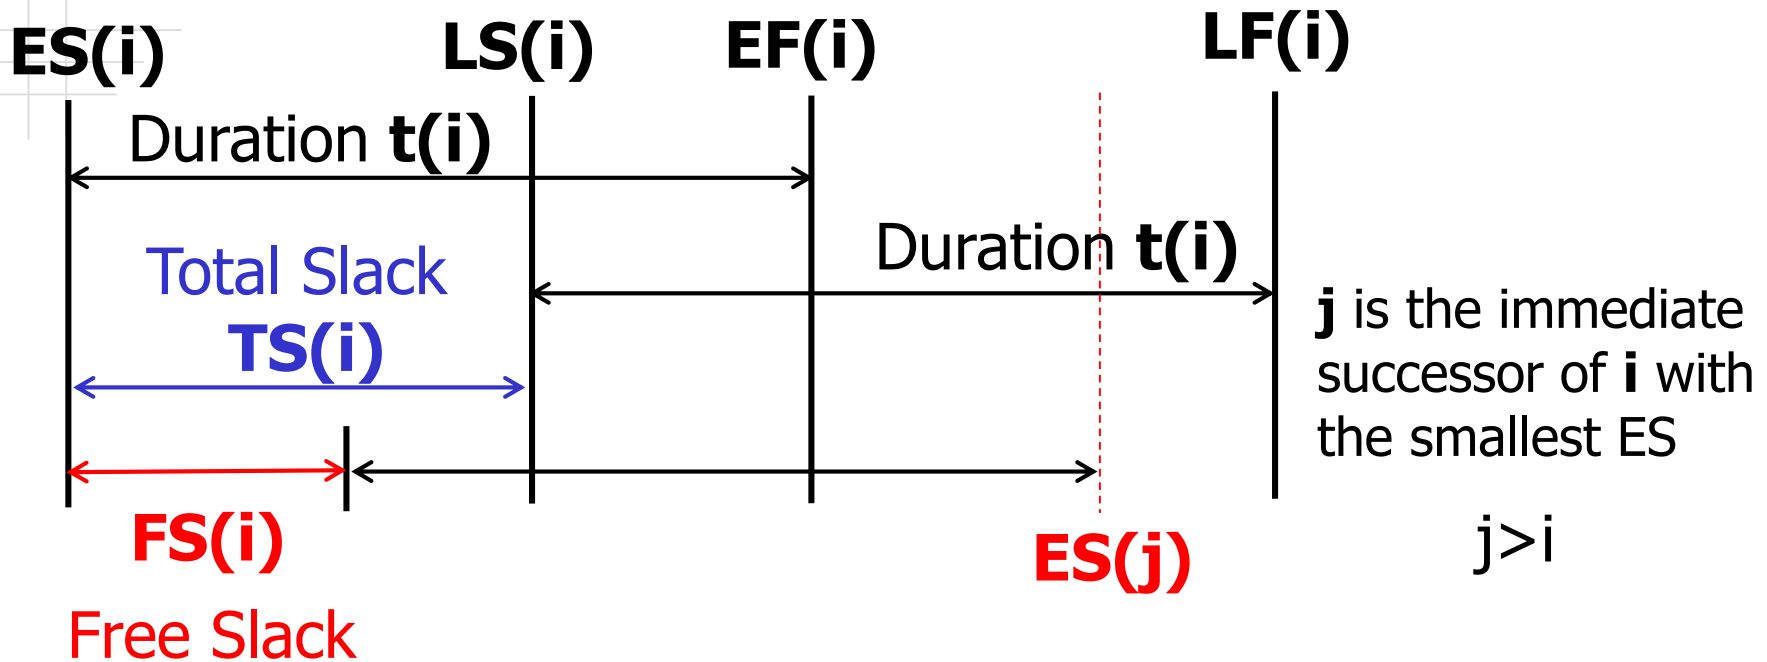 ES(i)
LS(i)
EF(i)
LF(i)
Duration t(i)
Duration t(i)
Total Slack
TS(i)
j is the immediate
successor of i with
the smallest ES
FS(i)
ES(j)
j>i
Free Slack